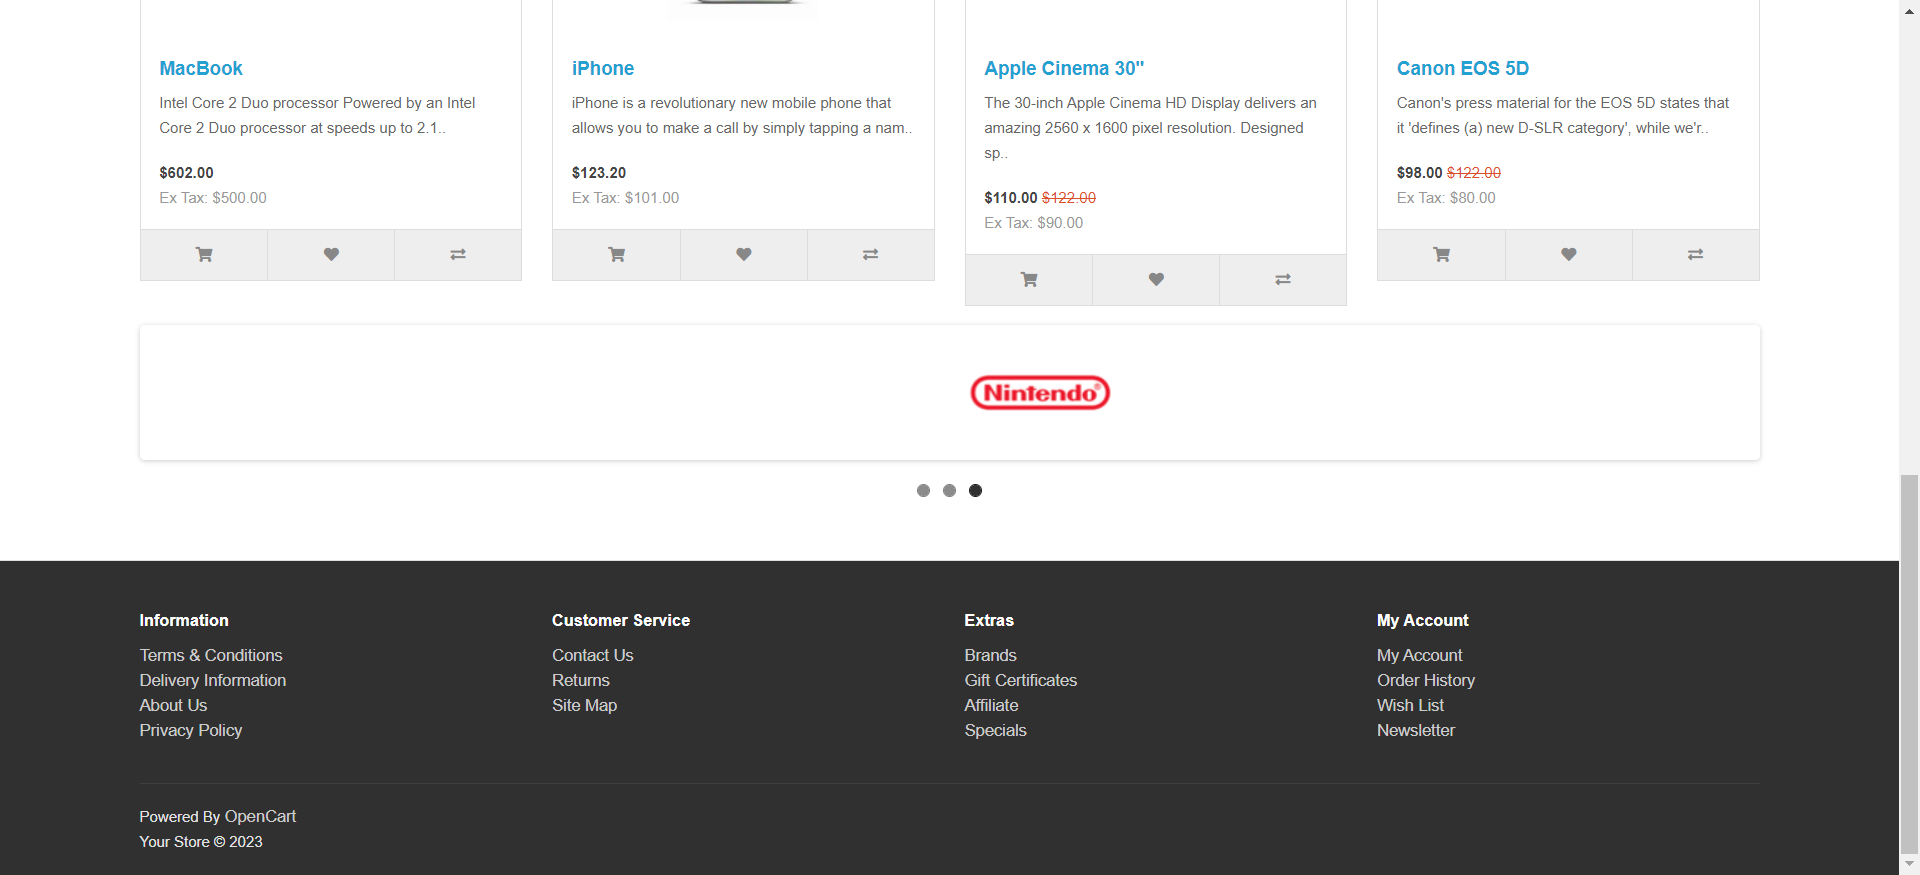 MacBook
Intel Core 2 Duo processor Powered by an Intel
Core 2 Duo processor at speeds up to 2.1..
$602.00
Ex Tax: $500.00
iPhone
iPhone is a revolutionary new mobile phone that
allows you to make a call by simply tapping a nam..
$123.20
Ex Tax: $101.00
Apple Cinema 30"
The 30-inch Apple Cinema HD Display delivers an
amazing 2560 x 1600 pixel resolution. Designed
sp..
$110.00 $122.00
Ex Tax: $90.00
Canon EOS 5D
Canon's press material for the EOS 5D states that
it 'defines (a) new D-SLR category', while we'r..
$98.00 $122.00
Ex Tax: $80.00
Nintendo®
Information
Terms & Conditions
Delivery Information
About Us
Privacy Policy
Customer Service
Contact Us
Returns
Site Map
Extras
Brands
Gift Certificates
Affiliate
Specials
My Account
My Account
Order History
Wish List
Newsletter
Powered By OpenCart
Your Store © 2023